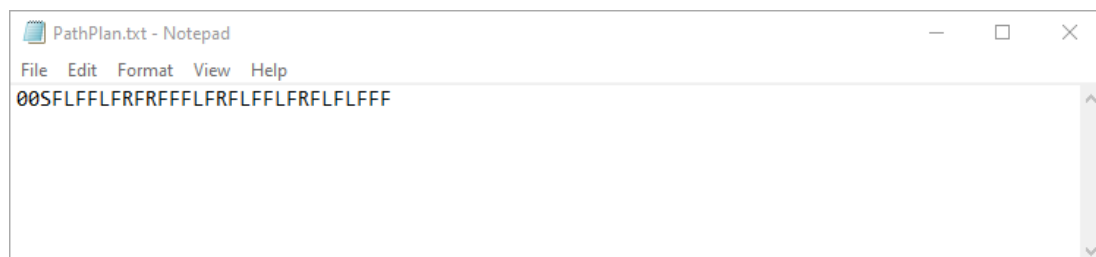 PathPlan.txt - Notepad
File Edit Format View Help
00SFLFFLFRFRFFFLFRFLFFLFRFLFLFFF